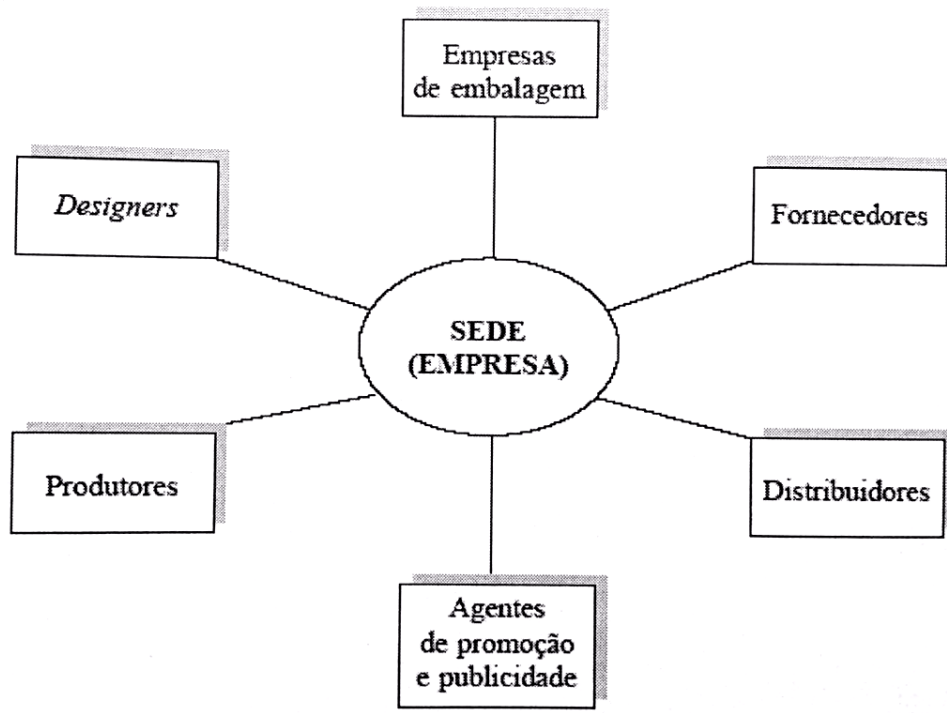 Empresas
de embalagem
Designers
Fornecedores
SEDE
(EMPRESA)
Produtores
Distribuidores
Agentes
de promoção
e publicidade